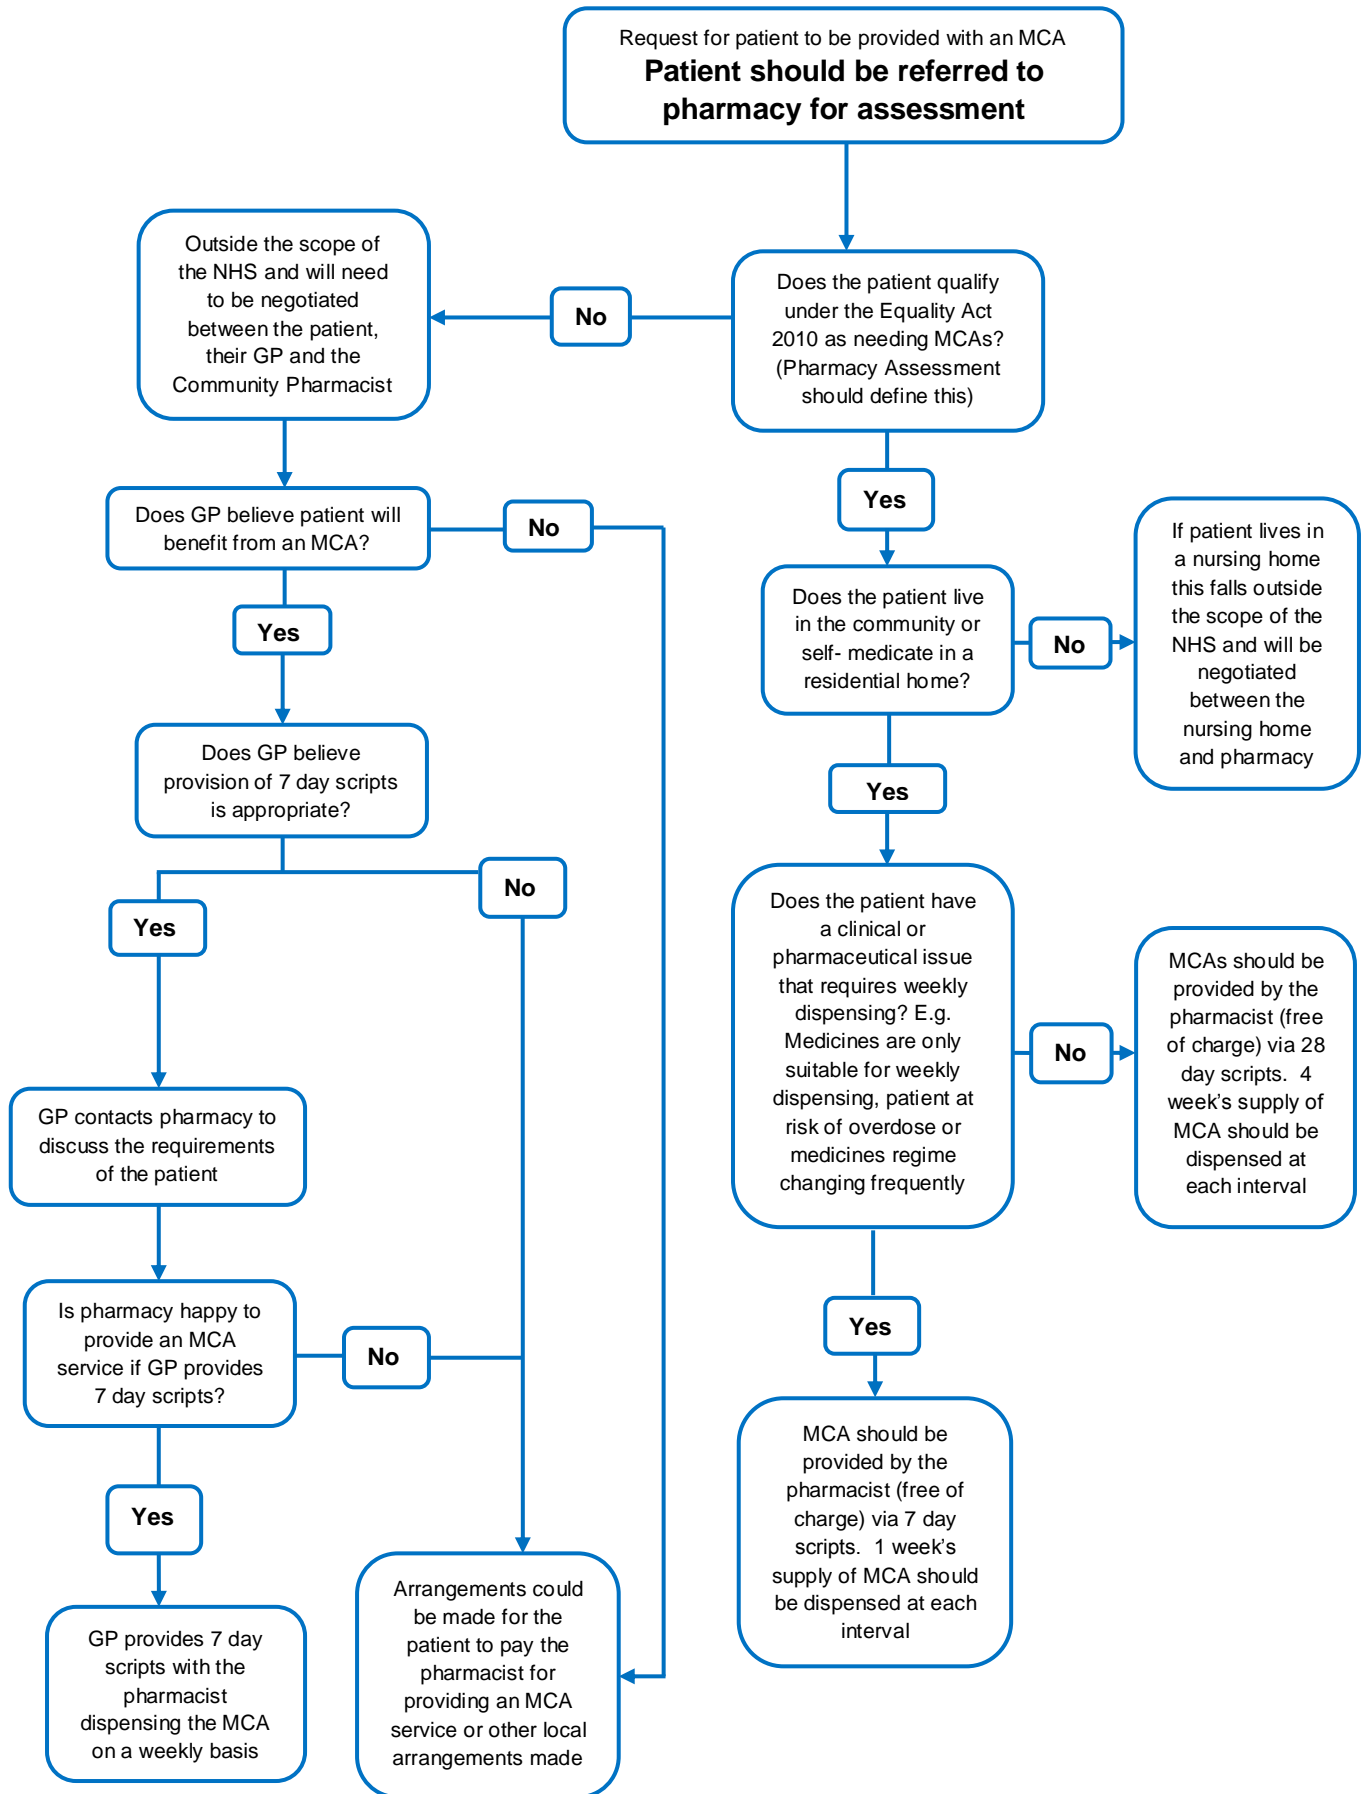 Request for patient to be provided with an MCA
Patient should be referred to
pharmacy for assessment
Outside the scope of
the NHS and will need
to be negotiated
between the patient,
their GP and the
Community Pharmacist
No
Does the patient qualify
under the Equality Act
2010 as needing MCAs?
(Pharmacy Assessment
should define this)
Yes
Does GP believe patient will
benefit from an MCA?
No
Yes
Does the patient live
in the community or
self- medicate in a
residential home?
No
If patient lives in
a nursing home
this falls outside
the scope of the
NHS and will be
negotiated
between the
nursing home
and pharmacy
Does GP believe
provision of 7 day scripts
is appropriate?
Yes
No
Yes
Does the patient have
a clinical or
pharmaceutical issue
that requires weekly
dispensing? E.g.
Medicines are only
suitable for weekly
dispensing, patient at
risk of overdose or
medicines regime
changing frequently
No
MCAs should be
provided by the
pharmacist (free
of charge) via 28
day scripts.  4
week's supply of
MCA should be
dispensed at
each interval
GP contacts pharmacy to
discuss the requirements
of the patient
Is pharmacy happy to
provide an MCA
service if GP provides
7 day scripts?
No
Yes
Yes
MCA should be
provided by the
pharmacist (free of
charge) via 7 day
scripts.  1 week's
supply of MCA should
be dispensed at each
interval
GP provides 7 day
scripts with the
pharmacist
dispensing the MCA
on a weekly basis
Arrangements could
be made for the
patient to pay the
pharmacist for
providing an MCA
service or other local
arrangements made